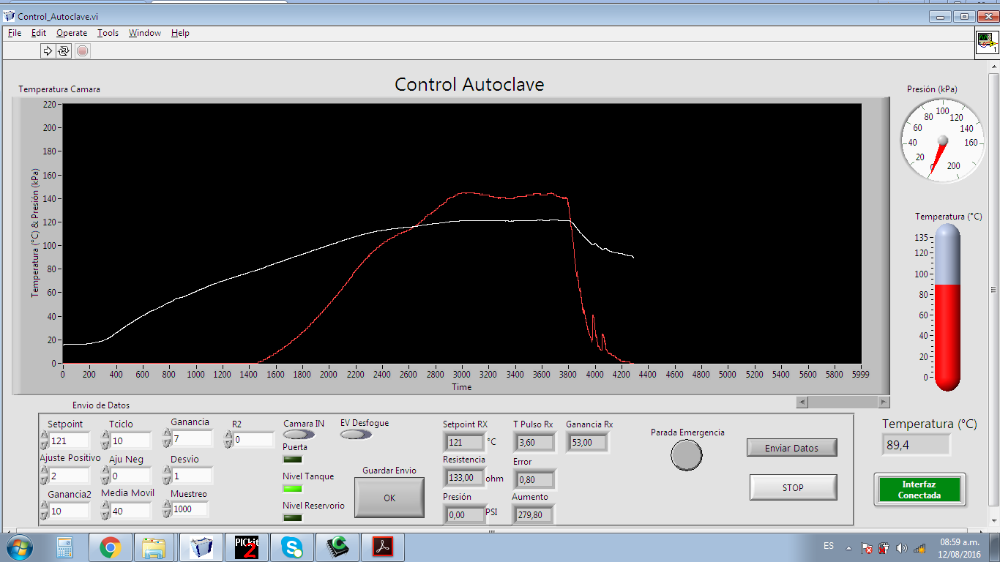 Control_Autoclave.vi
File Edit Operate Tools Window Help
1
Control Autoclave
Temperatura Camara
Temperatura (°C) & Presión (kPa)
220
200
180
160
140
120
100
80
60
40
20
0
0 200 400 600 800 1000 1200 1400 1600 1800 2000 2200 2400 2600 2800 3000 3200 3400 3600 3800 4000 4200 4400 4600 4800 5000 5200 5400 5600 5800 5999
Time
Presión (kPa)
0 20 40 60 80 100 120 140 160 200
Temperatura (°C)
135
120
100
80
60
40
20
0
Temperatura (°C)
89,4
Interfaz
Conectada
Envio de Datos
Setpoint Tciclo Ganancia R2 Camara IN EV Desfogue
121 10 7 0
Puerta
Ajuste Positivo Aju Neg Desvio
2 0 1
Nivel Tanque
Ganancia2 Media Movil Muestreo
10 40 1000
Nivel Reservorio
Guardar Envio
OK
Setpoint RX T Pulso Rx Ganancia Rx
121 °C 3,60 53,00
Resistencia Error
133,00 ohm 0,80
Presión Aumento
0,00 PSI 279,80
Parada Emergencia
Enviar Datos
STOP
PICkit
2
ES
08:59 a.m.
12/08/2016